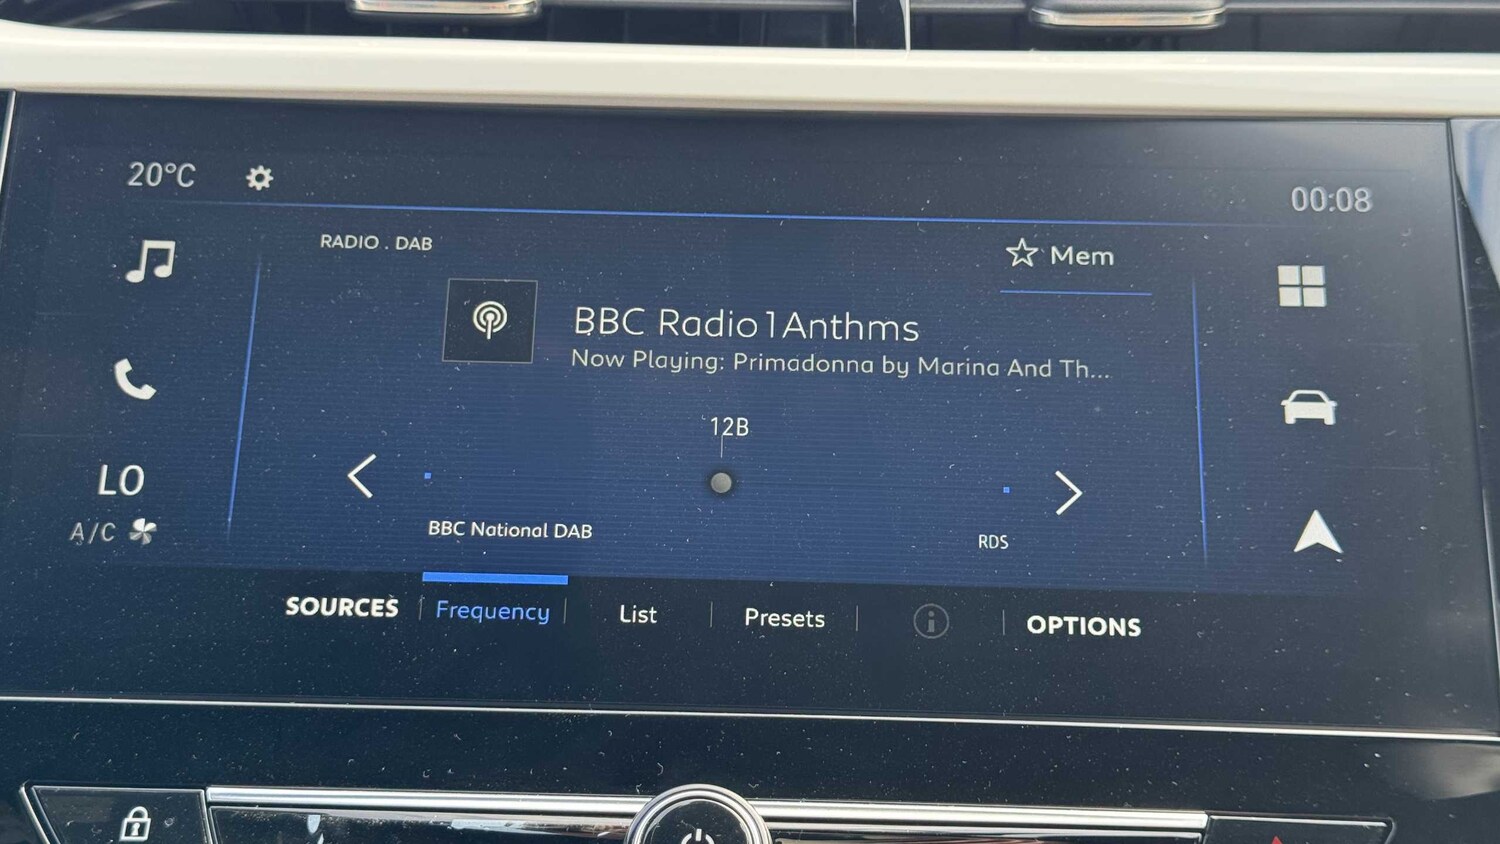 20°C
00:08
RADIO . DAB
Mem
BBC Radio1Anthms
Now Playing: Primadonna by Marina And Th...
12B
LO
A/C
BBC National DAB
RDS
SOURCES
Frequency
List
Presets
OPTIONS